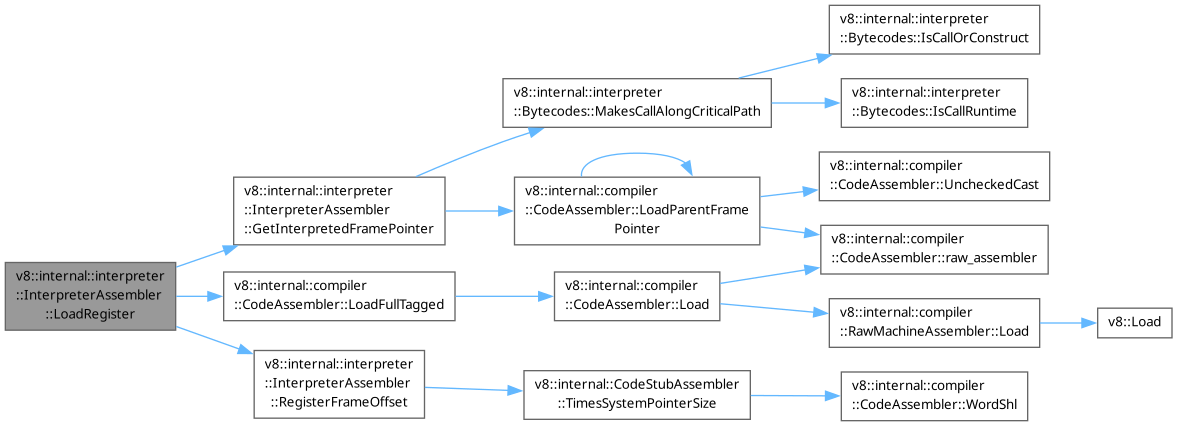 v8::internal::interpreter
::Bytecodes::IsCallOrConstruct
v8::internal::interpreter
::Bytecodes::MakesCallAlongCriticalPath
v8::internal::interpreter
::Bytecodes::IsCallRuntime
v8::internal::interpreter
::InterpreterAssembler
::GetInterpretedFramePointer
v8::internal::compiler
::CodeAssembler::LoadParentFrame
Pointer
v8::internal::compiler
::CodeAssembler::UncheckedCast
v8::internal::compiler
::CodeAssembler::raw_assembler
v8::internal::interpreter
::InterpreterAssembler
::LoadRegister
v8::internal::compiler
::CodeAssembler::LoadFullTagged
v8::internal::compiler
::CodeAssembler::Load
v8::internal::compiler
::RawMachineAssembler::Load
v8::Load
v8::internal::interpreter
::InterpreterAssembler
::RegisterFrameOffset
v8::internal::CodeStubAssembler
::TimesSystemPointerSize
v8::internal::compiler
::CodeAssembler::WordShl